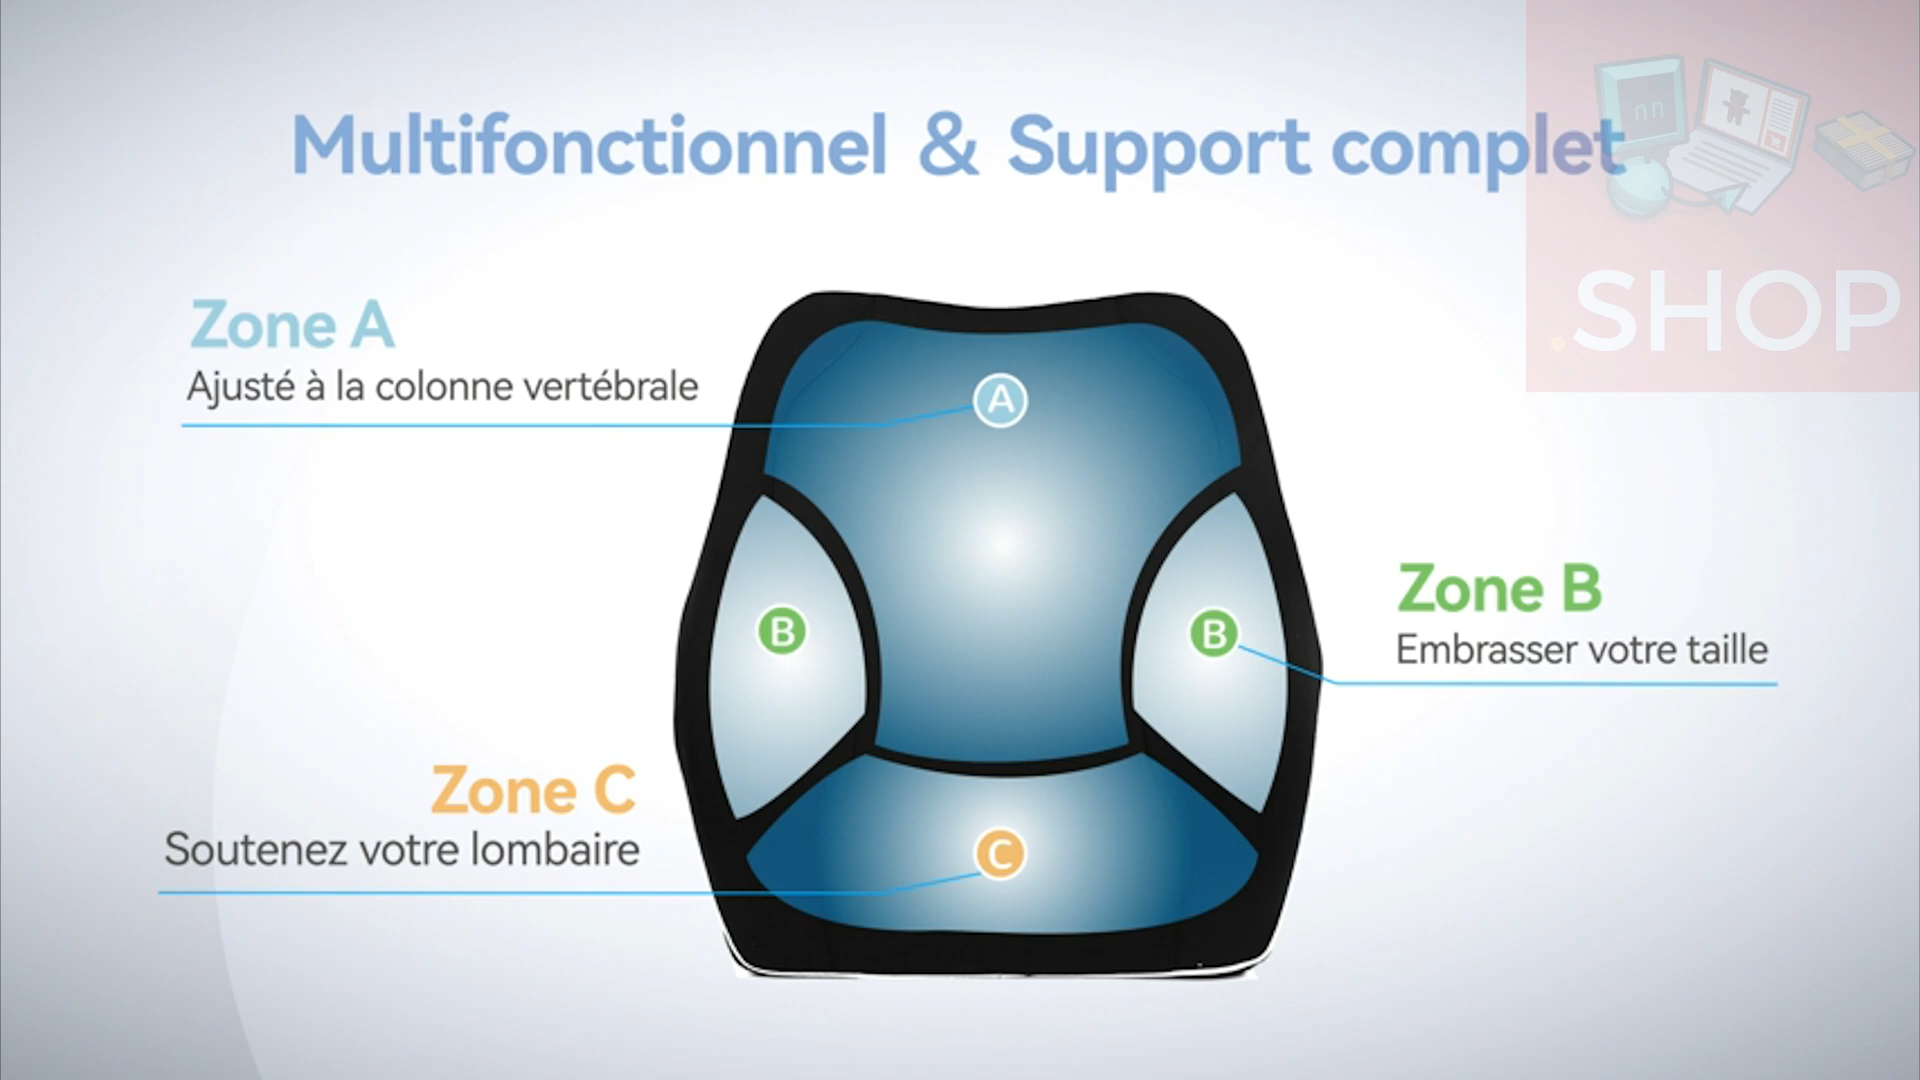 Multifonctionnel & Support complet
.SHOP
Zone A
Ajusté à la colonne vertébrale
A
B
B
Zone B
Embrasser votre taille
Zone C
Soutenez votre lombaire
C